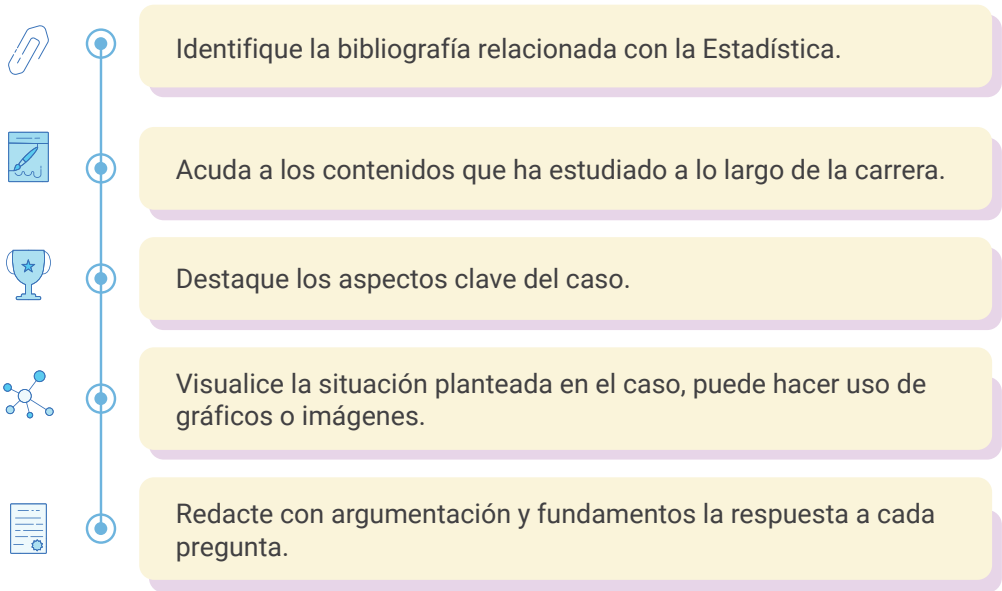 Identifique la bibliografía relacionada con la Estadística.
Acuda a los contenidos que ha estudiado a lo largo de la carrera.
Destaque los aspectos clave del caso.
Visualice la situación planteada en el caso, puede hacer uso de
gráficos o imágenes.
Redacte con argumentación y fundamentos la respuesta a cada
pregunta.